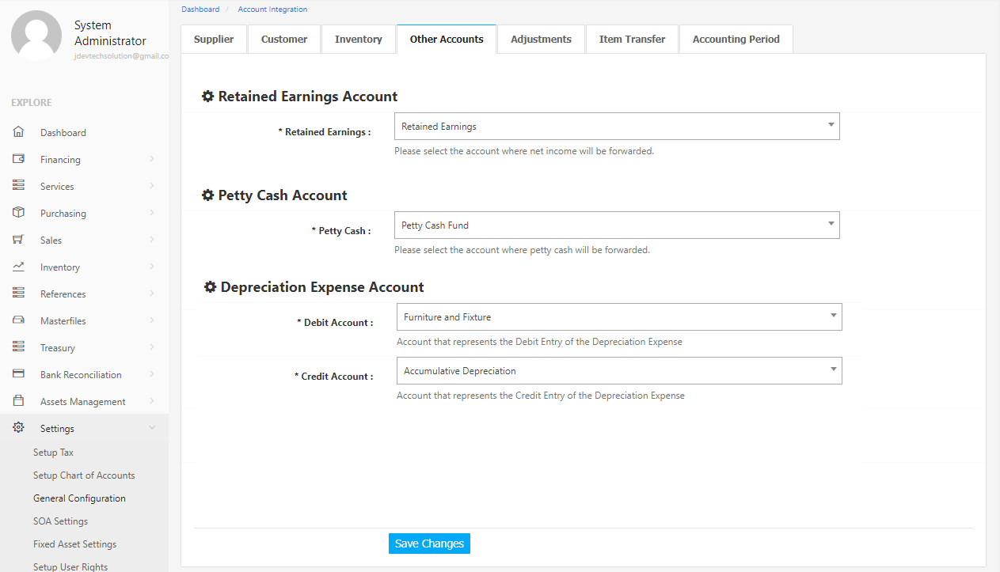 System
Administrator
jdevtechsolution@gmail.co
EXPLORE
Dashboard
Financing
Services
Purchasing
Sales
Inventory
References
Masterfiles
Treasury
Bank Reconciliation
Assets Management
Settings
Setup Tax
Setup Chart of Accounts
General Configuration
SOA Settings
Fixed Asset Settings
Setup User Rights
Dashboard / Account Integration
Supplier Customer Inventory Other Accounts Adjustments Item Transfer Accounting Period
Retained Earnings Account
* Retained Earnings : Retained Earnings
Please select the account where net income will be forwarded.
Petty Cash Account
* Petty Cash : Petty Cash Fund
Please select the account where petty cash will be forwarded.
Depreciation Expense Account
* Debit Account : Furniture and Fixture
Account that represents the Debit Entry of the Depreciation Expense
* Credit Account : Accumulative Depreciation
Account that represents the Credit Entry of the Depreciation Expense
Save Changes